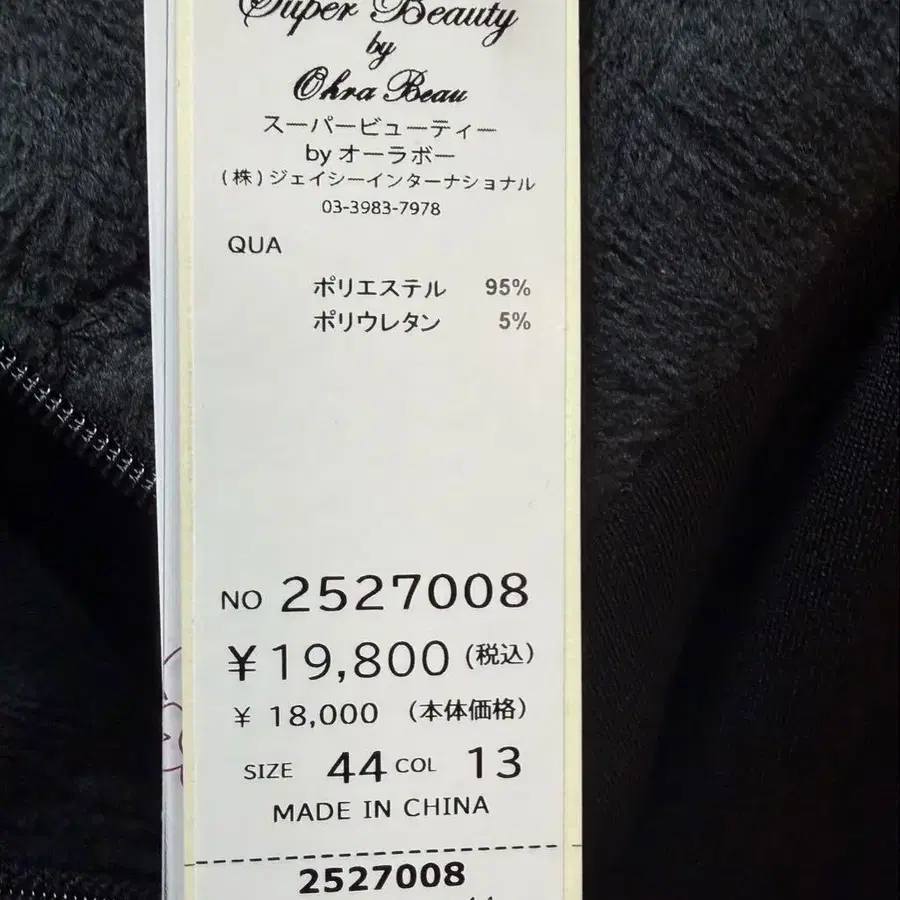 Super Beauty
by
Ohra Beau
スーパービューティー
by オーラボー
(株)ジェイシーインターナショナル
03-3983-7978
QUA
ポリエステル 95%
ポリウレタン 5%
NO 2527008
¥19,800 (税込)
¥ 18,000 (本体価格)
SIZE 44 COL 13
MADE IN CHINA
2527008